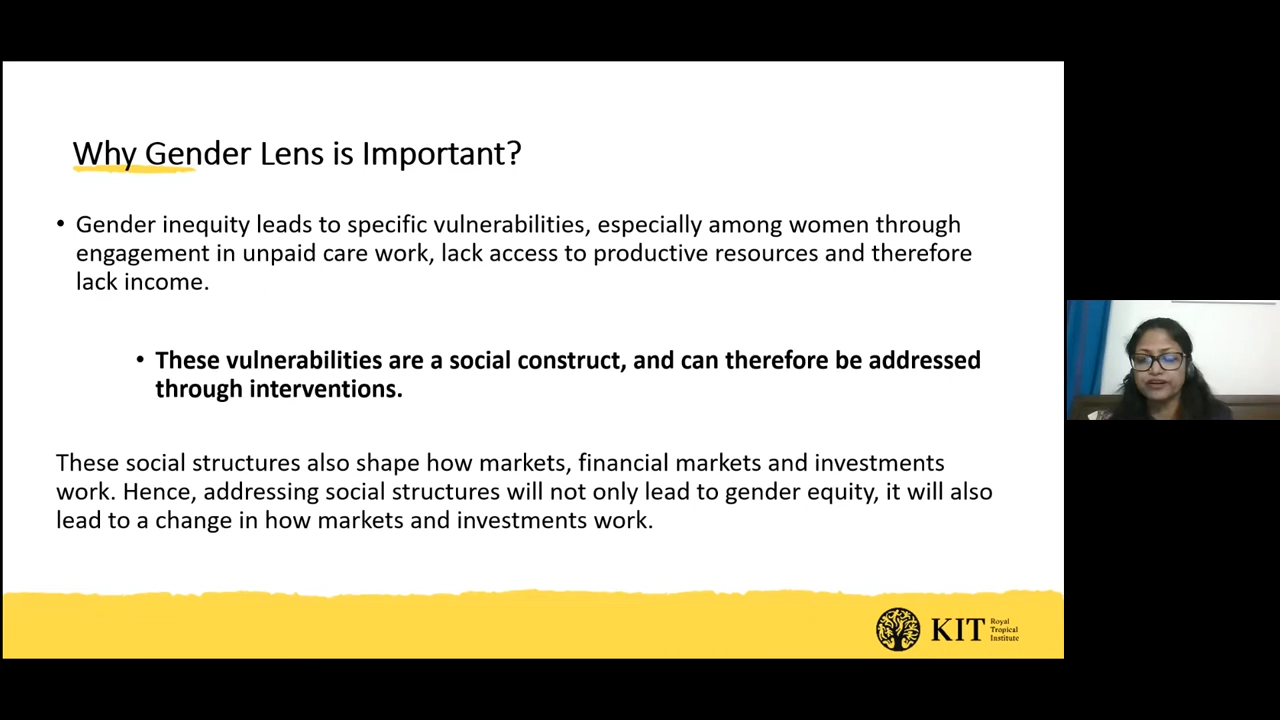 Why Gender Lens is Important?
• Gender inequity leads to specific vulnerabilities, especially among women through
engagement in unpaid care work, lack access to productive resources and therefore
lack income.
• These vulnerabilities are a social construct, and can therefore be addressed
through interventions.
These social structures also shape how markets, financial markets and investments
work. Hence, addressing social structures will not only lead to gender equity, it will also
lead to a change in how markets and investments work.
KIT Royal
Tropical
Institute